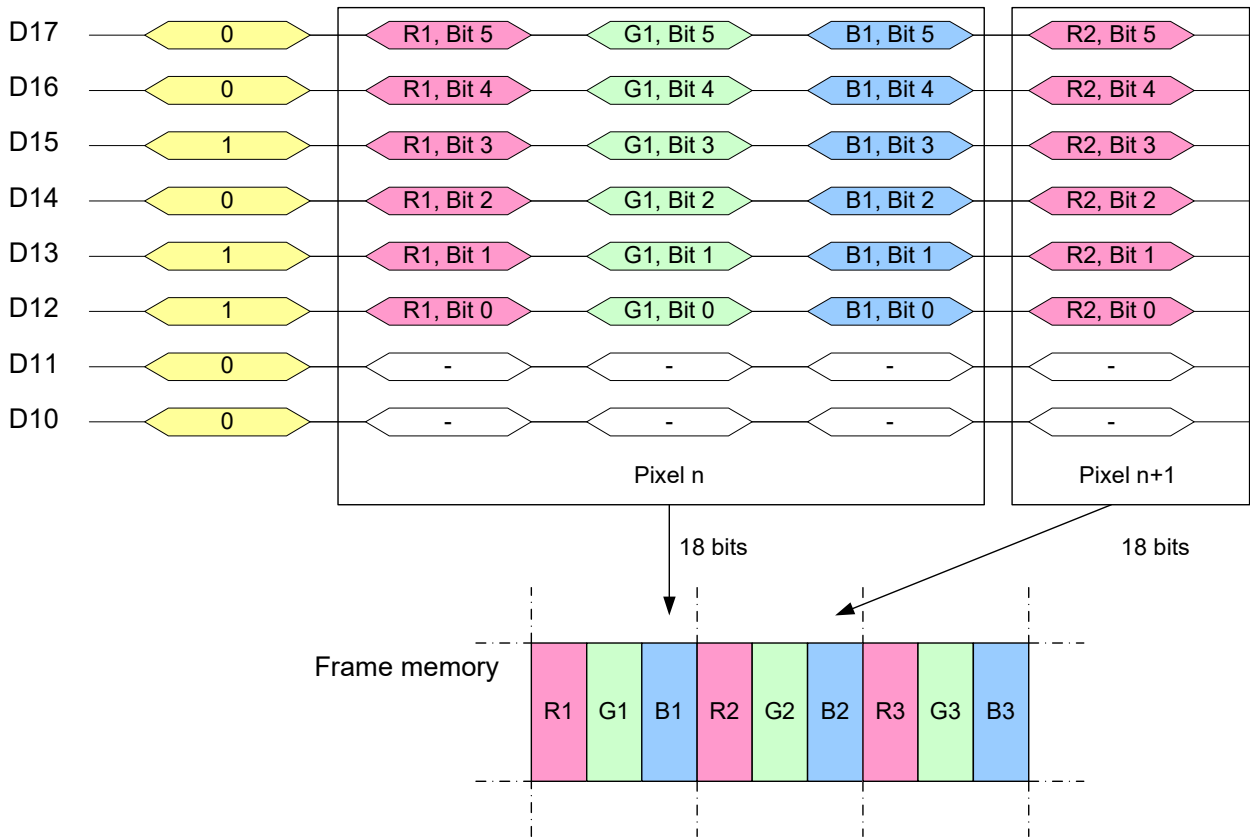 D17 0 R1, Bit 5 G1, Bit 5 B1, Bit 5 R2, Bit 5
D16 0 R1, Bit 4 G1, Bit 4 B1, Bit 4 R2, Bit 4
D15 1 R1, Bit 3 G1, Bit 3 B1, Bit 3 R2, Bit 3
D14 0 R1, Bit 2 G1, Bit 2 B1, Bit 2 R2, Bit 2
D13 1 R1, Bit 1 G1, Bit 1 B1, Bit 1 R2, Bit 1
D12 1 R1, Bit 0 G1, Bit 0 B1, Bit 0 R2, Bit 0
D11 0 - - - -
D10 0 - - - -
Pixel n Pixel n+1
18 bits 18 bits
Frame memory
R1 G1 B1 R2 G2 B2 R3 G3 B3